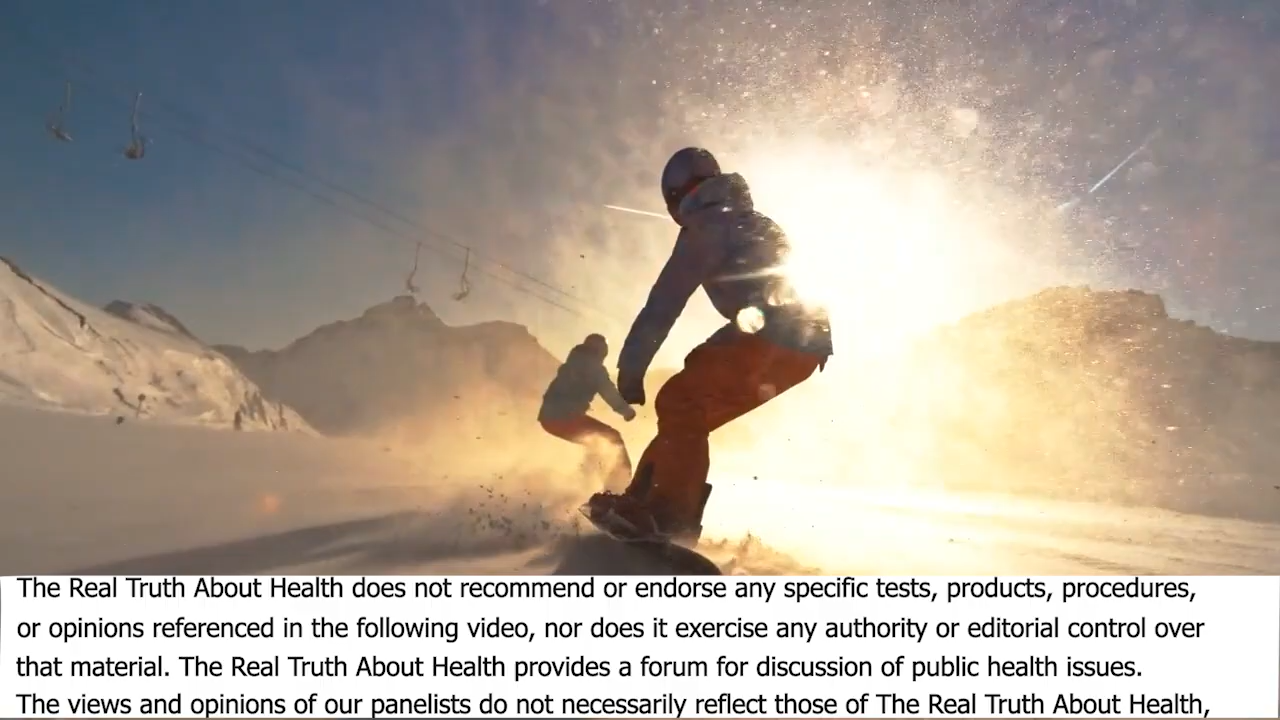 The Real Truth About Health does not recommend or endorse any specific tests, products, procedures,
or opinions referenced in the following video, nor does it exercise any authority or editorial control over
that material. The Real Truth About Health provides a forum for discussion of public health issues.
The views and opinions of our panelists do not necessarily reflect those of The Real Truth About Health,